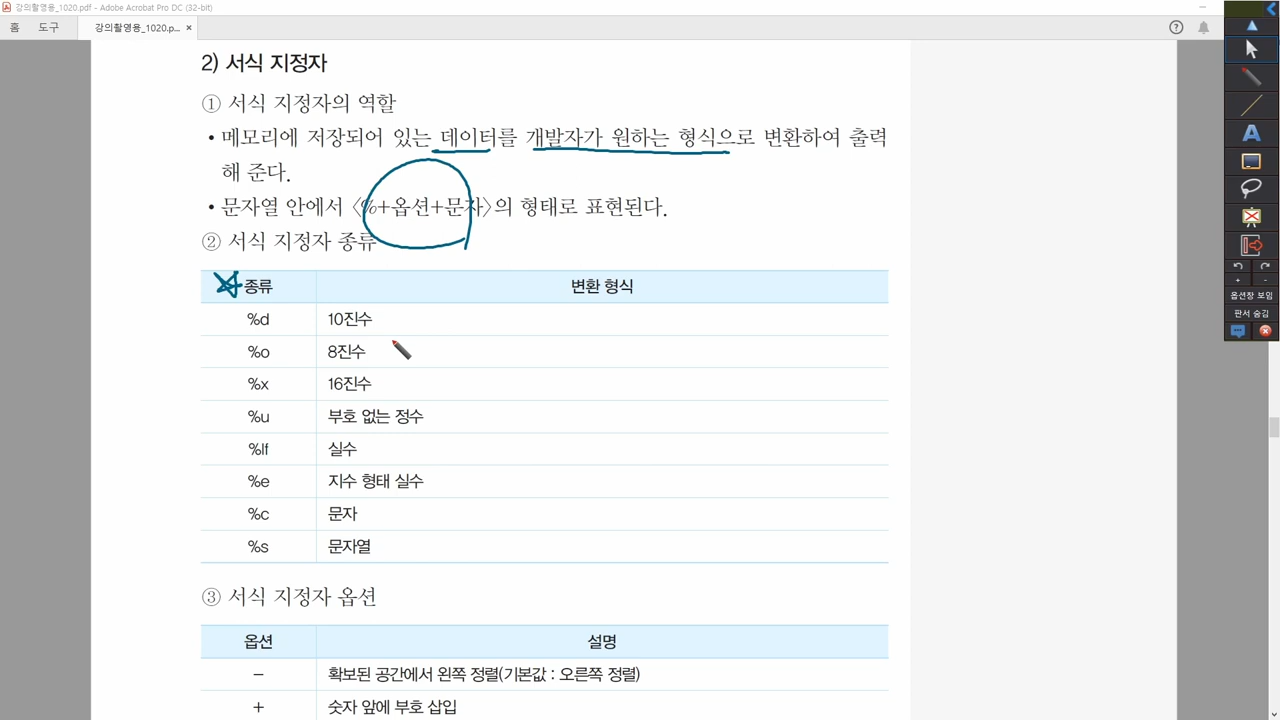 강의촬영용_1020.pdf - Adobe Acrobat Pro DC (32-bit)
홈 도구 강의촬영용_1020.p... ×
2) 서식 지정자
① 서식 지정자의 역할
• 메모리에 저장되어 있는 데이터를 개발자가 원하는 형식으로 변환하여 출력
해 준다.
• 문자열 안에서 〈%+옵션+문자〉의 형태로 표현된다.
② 서식 지정자 종류
종류 변환 형식
%d 10진수
%o 8진수
%x 16진수
%u 부호 없는 정수
%lf 실수
%e 지수 형태 실수
%c 문자
%s 문자열
③ 서식 지정자 옵션
옵션 설명
− 확보된 공간에서 왼쪽 정렬(기본값 : 오른쪽 정렬)
+ 숫자 앞에 부호 삽입
A
+ -
옵션장 보임
판서 숨김